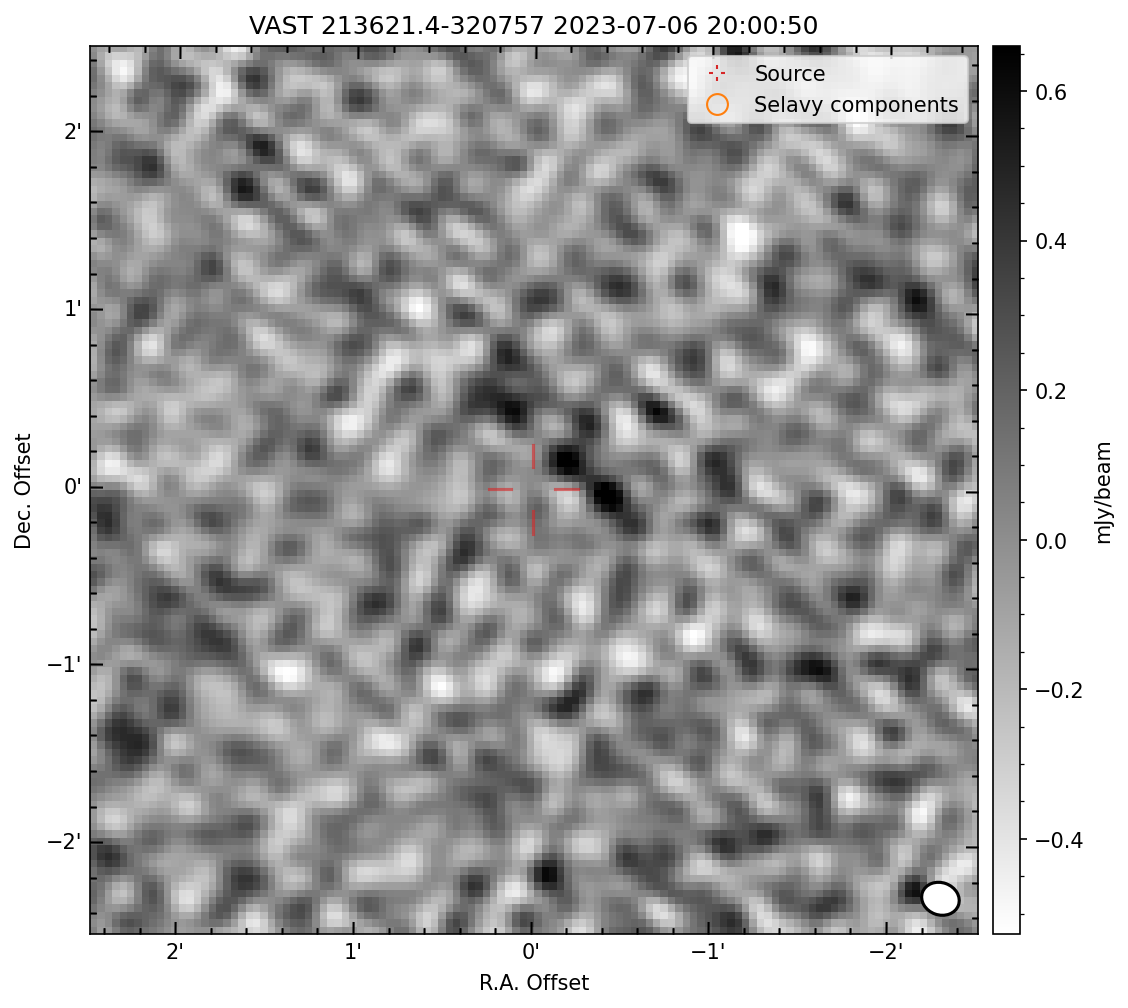 VAST 213621.4-320757 2023-07-06 20:00:50
Source
Selavy components
2'
1'
0'
−1'
−2'
Dec. Offset
2'
1'
0'
−1'
−2'
R.A. Offset
0.6
0.4
0.2
0.0
−0.2
−0.4
mJy/beam